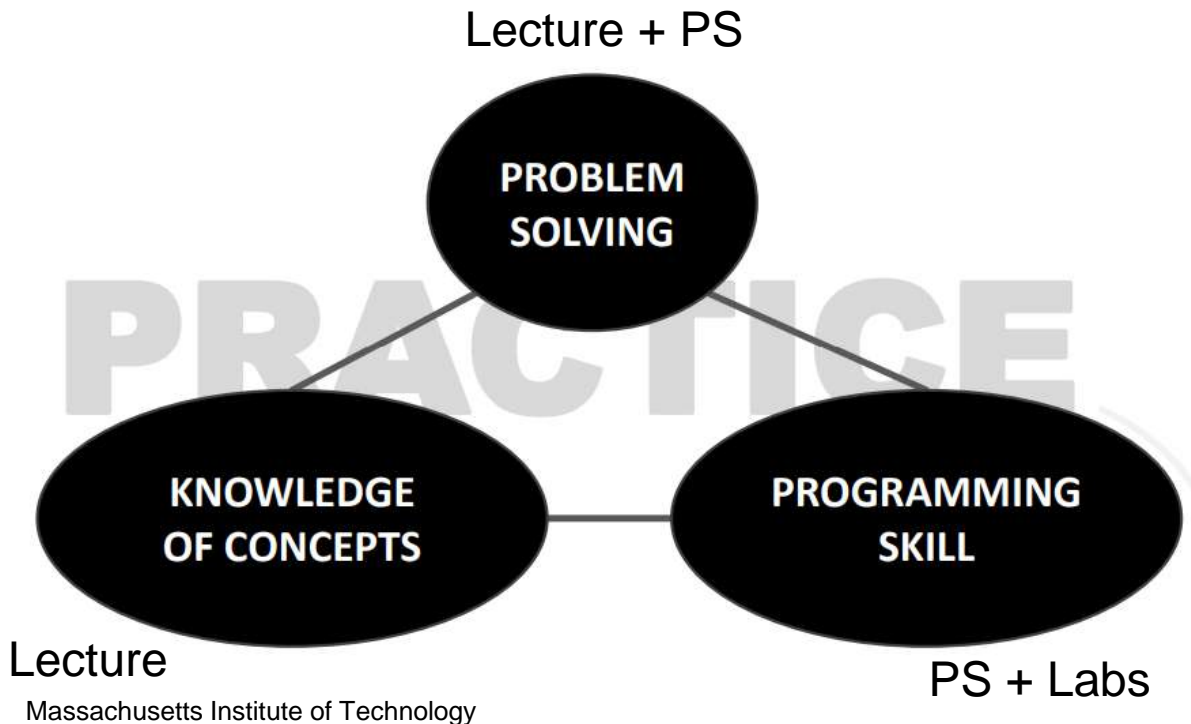 Lecture + PS
PROBLEM
SOLVING
PRACTICE
KNOWLEDGE
OF CONCEPTS
PROGRAMMING
SKILL
Lecture
PS + Labs
Massachusetts Institute of Technology